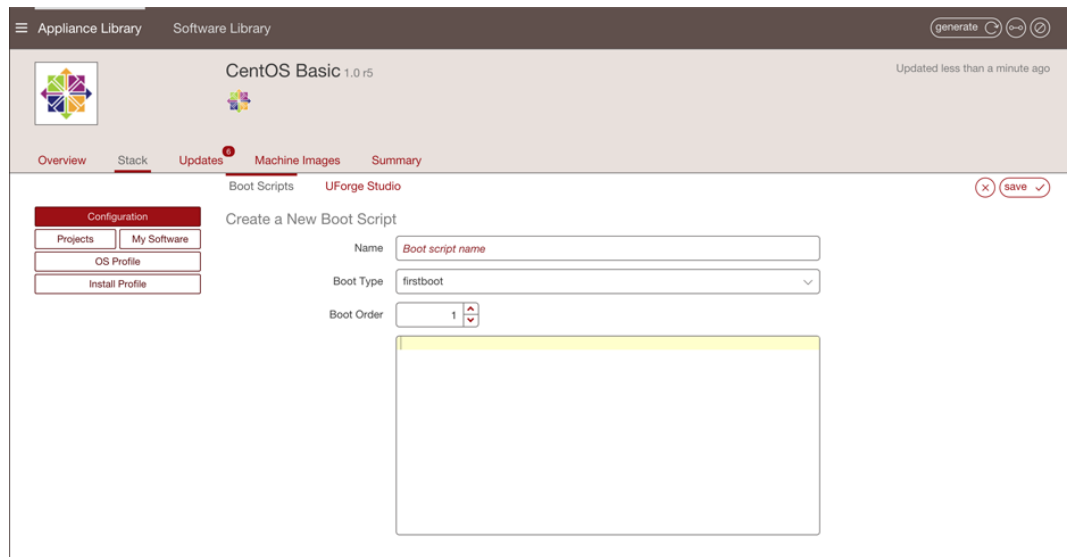 Appliance Library Software Library generate
CentOS Basic 1.0 r5 Updated less than a minute ago
Overview Stack Updates 6 Machine Images Summary
Boot Scripts UForge Studio save
Configuration
Create a New Boot Script
Projects My Software
Name Boot script name
OS Profile
Install Profile
Boot Type firstboot
Boot Order 1